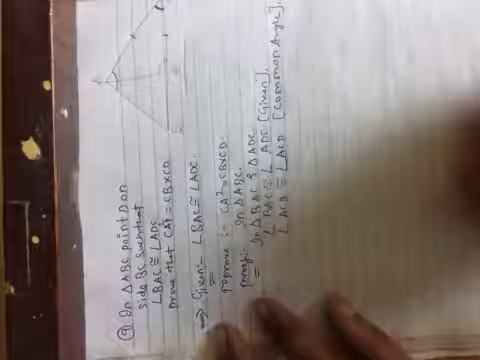 (9) In △ ABC point D on
side BC such that
∠BAC ≅ ∠ADC
prove that CA² = CB×CD
→ Given:- ∠BAC ≅ ∠ADC.
To prove :- CA² = CB×CD.
In △ABC.
proof:-
In △BAC & △ADC
∠BAC ≅ ∠ADC [Given].
∠ACB ≅ ∠ACD [Common Angle].